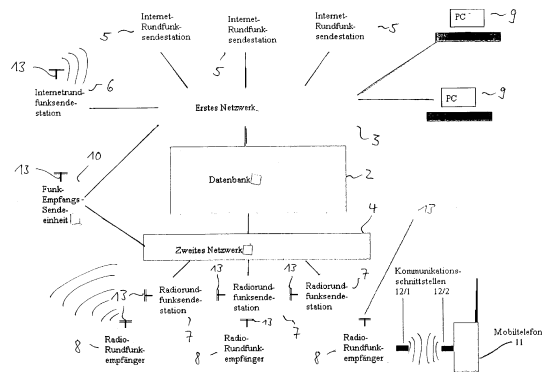 Internet-
Rundfunk-
sendestation
5
Internet-
Rundfunk-
sendestation
5
Internet-
Rundfunk-
sendestation
5
PC
9
13
6
Internetrund-
funksende-
station
Erstes Netzwerk
PC
9
3
13
10
Funk-
Empfangs-
Sende-
einheit
Datenbank
2
4
13
Zweites Netzwerk
13
Radiorund-
funksende-
station
7
13
Radiorund-
funksende-
station
7
13
Radiorund-
funksende-
station
7
Kommunikations-
schnittstellen
12/1
12/2
8
Radio-
Rundfunk-
empfänger
13
8
Radio-
Rundfunk-
empfänger
8
Radio-
Rundfunk-
empfänger
Mobiltelefon
11